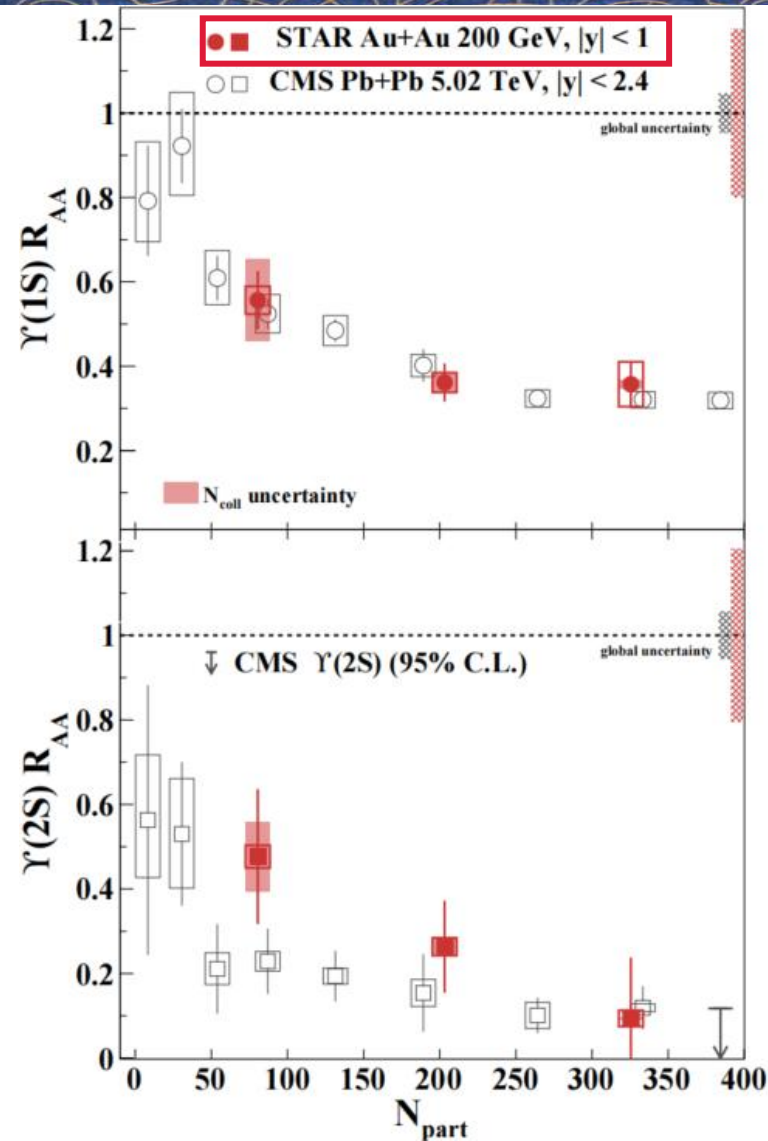 STAR Au+Au 200 GeV, |y| < 1
CMS Pb+Pb 5.02 TeV, |y| < 2.4
global uncertainty
1.2
1
0.8
0.6
0.4
0.2
ϒ(1S) R_AA
N_coll uncertainty
1.2
1
0.8
0.6
0.4
0.2
0
ϒ(2S) R_AA
CMS ϒ(2S) (95% C.L.)
global uncertainty
0 50 100 150 200 250 300 350 400
N_part